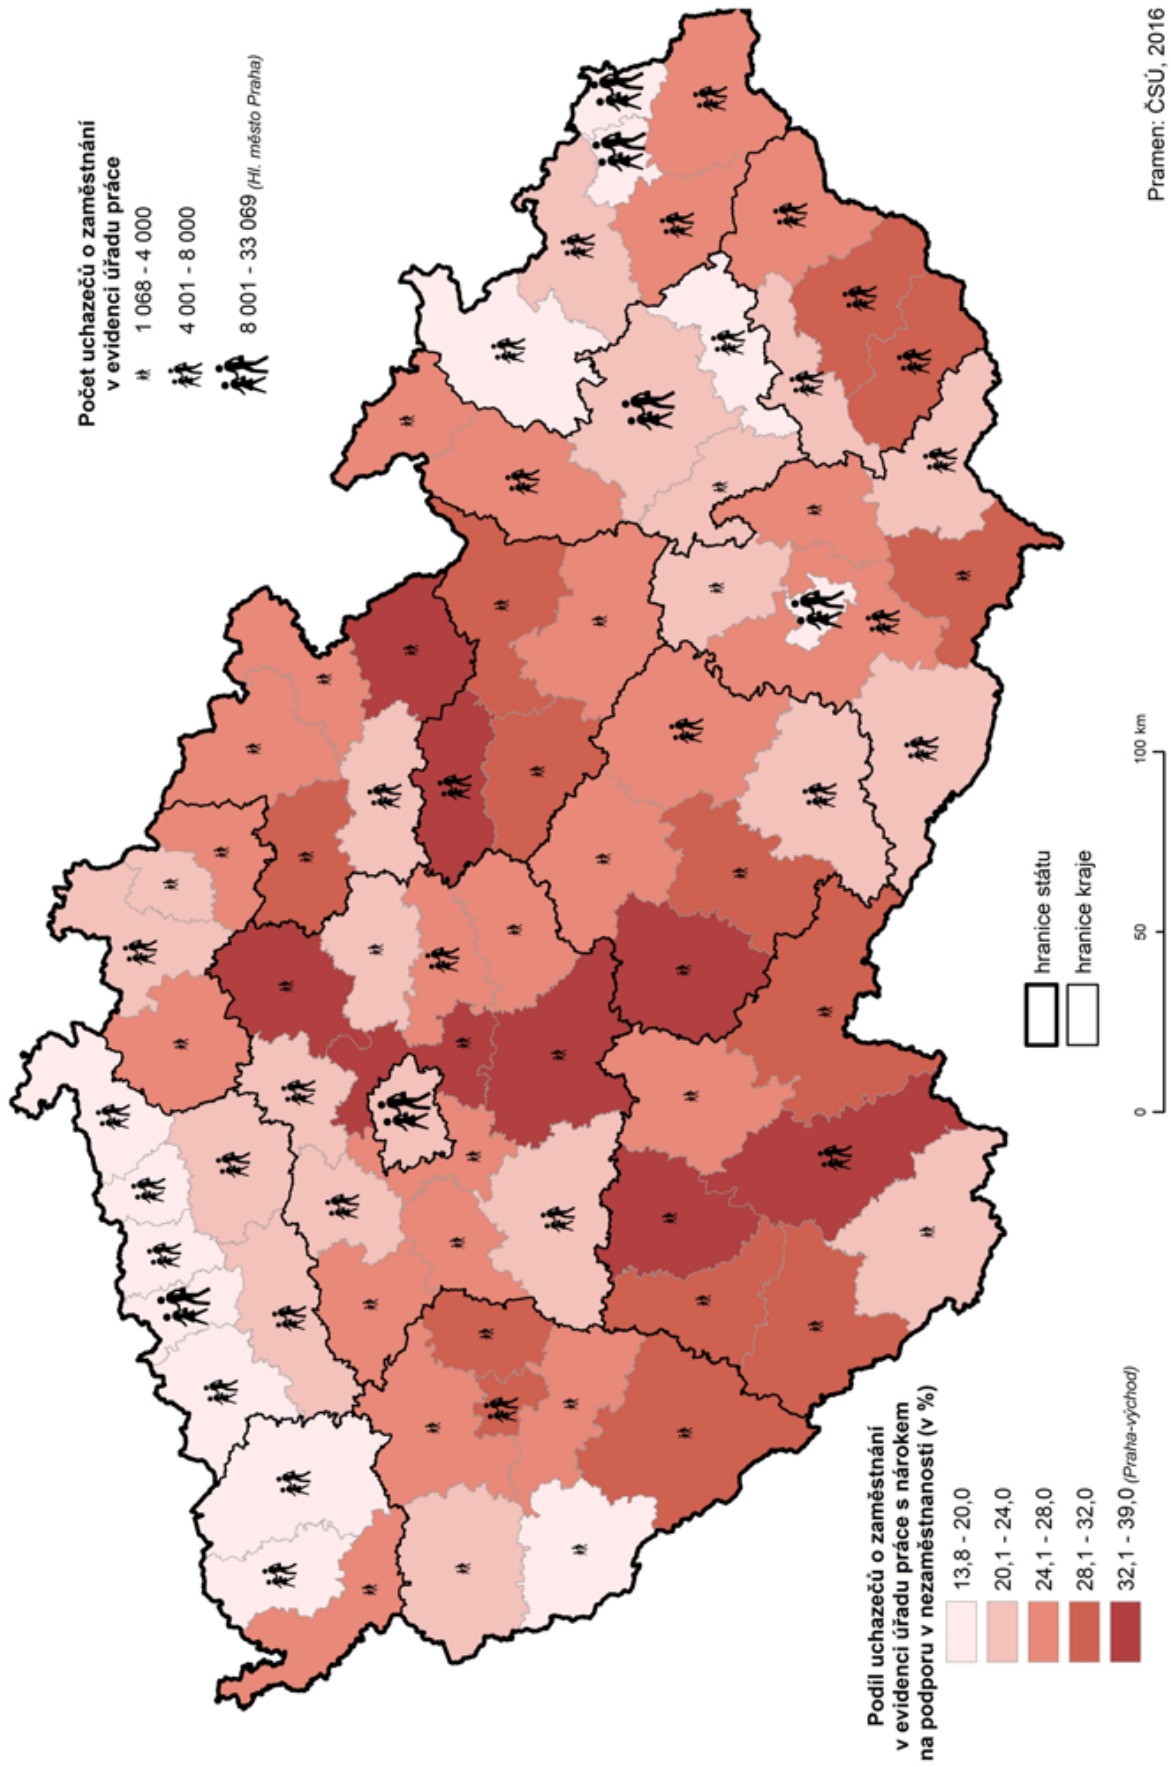 Počet uchazečů o zaměstnání
v evidenci úřadu práce
1 068 - 4 000
4 001 - 8 000
8 001 - 33 069 (Hl. město Praha)
Podíl uchazečů o zaměstnání
v evidenci úřadu práce s nárokem
na podporu v nezaměstnanosti (v %)
13,8 - 20,0
20,1 - 24,0
24,1 - 28,0
28,1 - 32,0
32,1 - 39,0 (Praha-východ)
hranice státu
hranice kraje
0 50 100 km
Pramen: ČSÚ, 2016